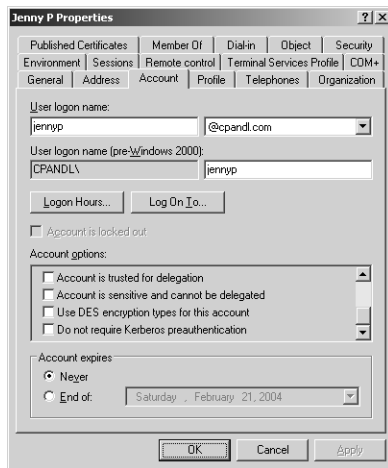 Jenny P Properties
Published Certificates Member Of Dial-in Object Security
Environment Sessions Remote control Terminal Services Profile COM+
General Address Account Profile Telephones Organization
User logon name:
jennyp @cpandl.com
User logon name (pre-Windows 2000):
CPANDL\ jennyp
Logon Hours... Log On To...
Account is locked out
Account options:
Account is trusted for delegation
Account is sensitive and cannot be delegated
Use DES encryption types for this account
Do not require Kerberos preauthentication
Account expires
Never
End of: Saturday , February 21, 2004
OK Cancel Apply